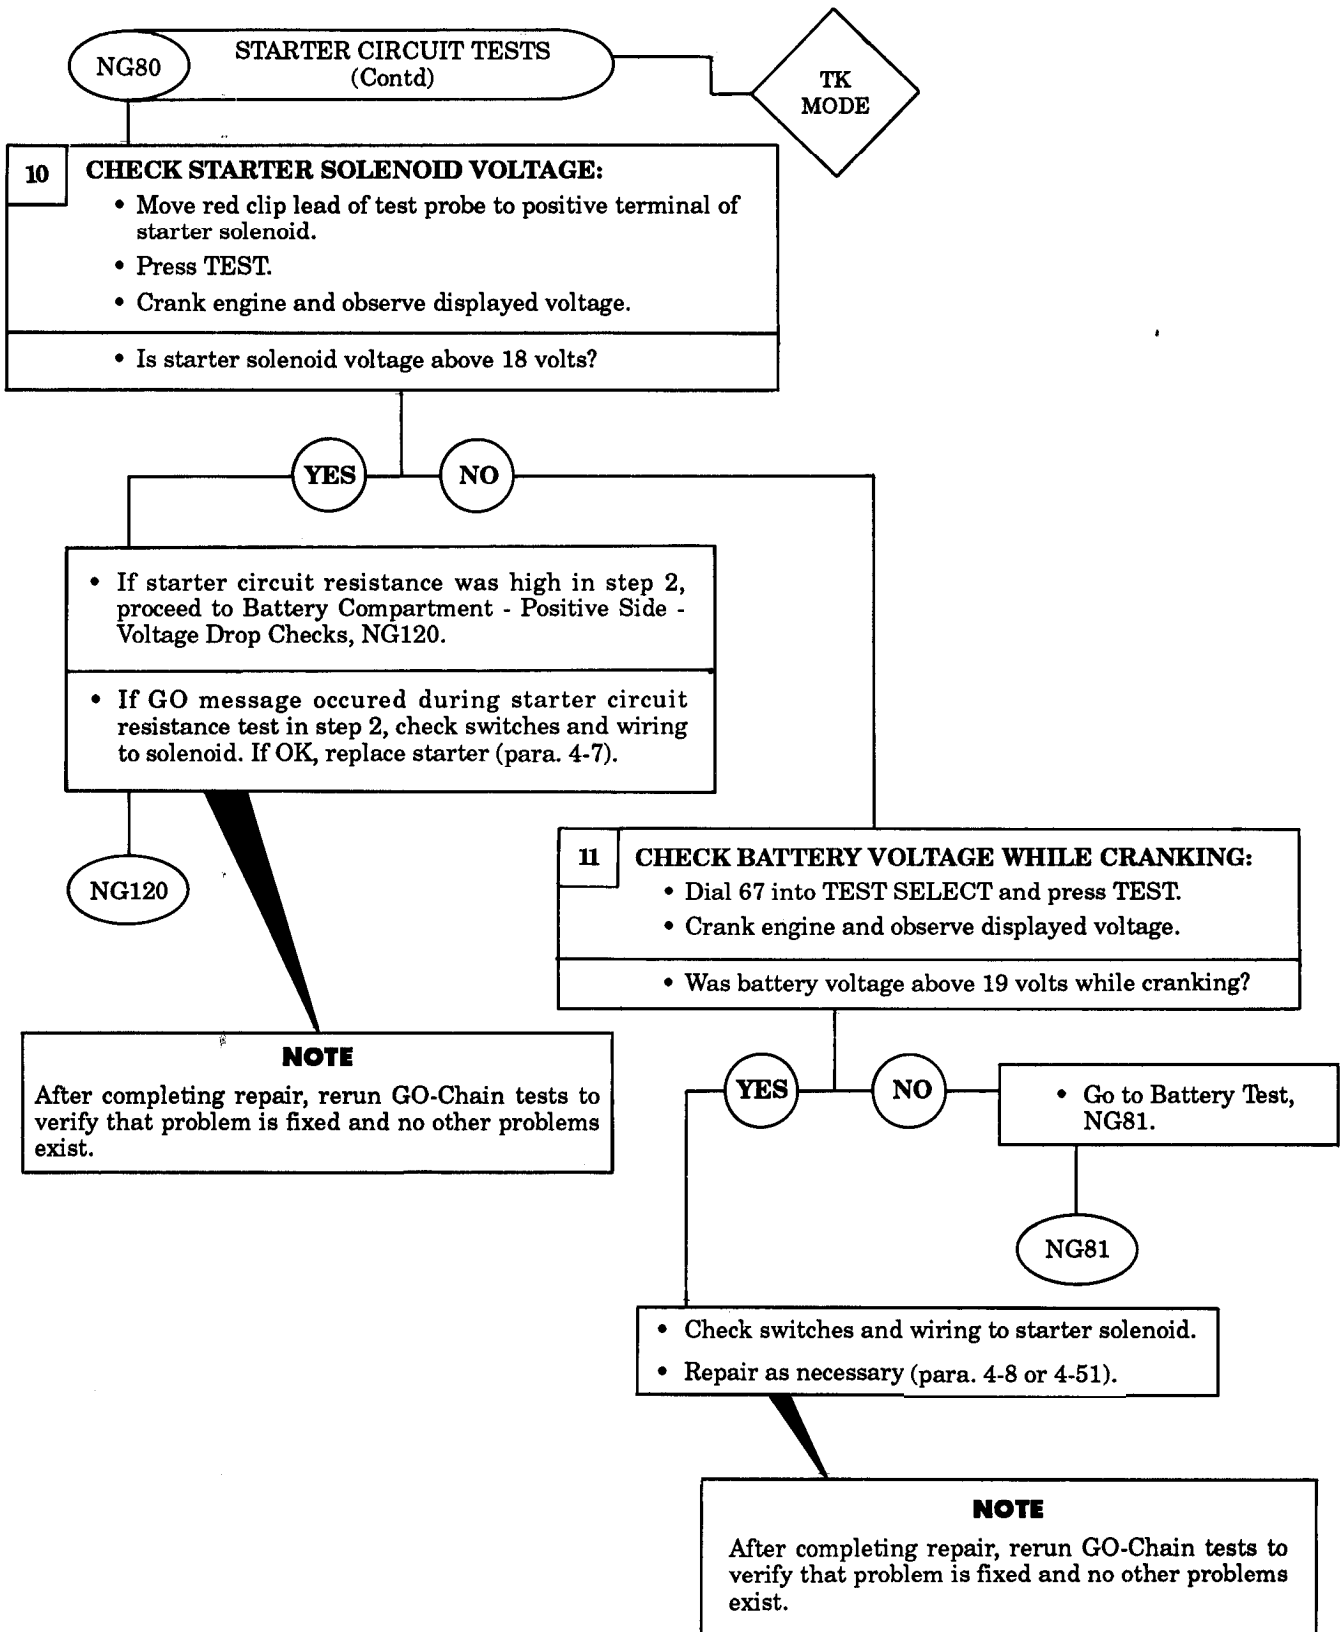 NG80
STARTER CIRCUIT TESTS
(Contd)
TK
MODE
10
CHECK STARTER SOLENOID VOLTAGE:
• Move red clip lead of test probe to positive terminal of
starter solenoid.
• Press TEST.
• Crank engine and observe displayed voltage.
• Is starter solenoid voltage above 18 volts?
YES
NO
• If starter circuit resistance was high in step 2,
proceed to Battery Compartment - Positive Side -
Voltage Drop Checks, NG120.
• If GO message occured during starter circuit
resistance test in step 2, check switches and wiring
to solenoid. If OK, replace starter (para. 4-7).
NG120
NOTE
After completing repair, rerun GO-Chain tests to
verify that problem is fixed and no other problems
exist.
11
CHECK BATTERY VOLTAGE WHILE CRANKING:
• Dial 67 into TEST SELECT and press TEST.
• Crank engine and observe displayed voltage.
• Was battery voltage above 19 volts while cranking?
YES
NO
• Go to Battery Test,
NG81.
NG81
• Check switches and wiring to starter solenoid.
• Repair as necessary (para. 4-8 or 4-51).
NOTE
After completing repair, rerun GO-Chain tests to
verify that problem is fixed and no other problems
exist.